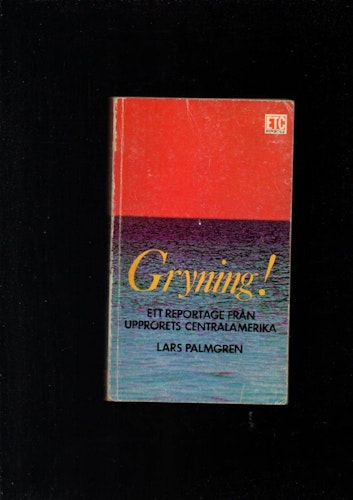 ETC
Gryning!
ETT REPORTAGE FRÅN
UPPRORETS CENTRALAMERIKA
LARS PALMGREN